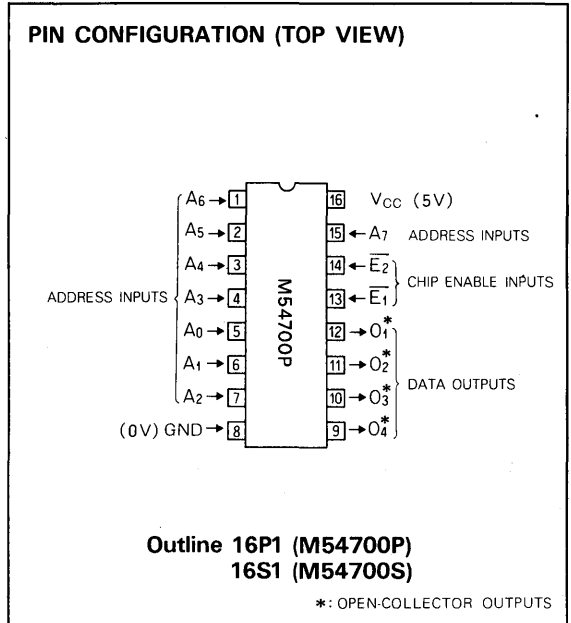 PIN CONFIGURATION (TOP VIEW)
A6 → 1
A5 → 2
A4 → 3
A3 → 4
A0 → 5
A1 → 6
A2 → 7
(0V) GND → 8
ADDRESS INPUTS
M54700P
16 VCC (5V)
15 ← A7 ADDRESS INPUTS
14 ← E̅2̅
13 ← E̅1̅
CHIP ENABLE INPUTS
12 → O1*
11 → O2*
10 → O3*
9 → O4*
DATA OUTPUTS
Outline 16P1 (M54700P)
16S1 (M54700S)
*: OPEN-COLLECTOR OUTPUTS